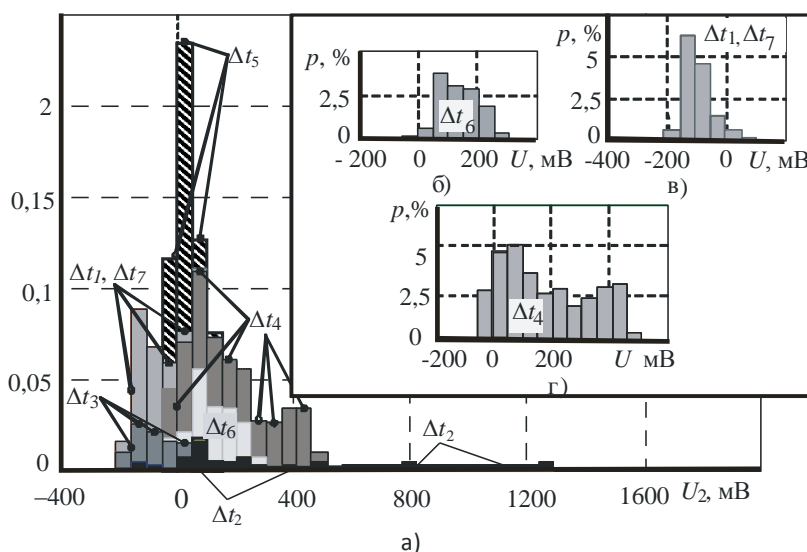 Δt₅
2
0,15
0,1
0,05
0
Δt₁, Δt₇
Δt₃
Δt₄
Δt₆
Δt₂
Δt₂
–400
0
400
800
1200
1600
U₂, мВ
а)
p, %
2,5
0
Δt₆
- 200
0
200
U, мВ
б)
p, %
5
2,5
0
Δt₁, Δt₇
-400
-200
0
U, мВ
в)
p,%
5
2,5
0
Δt₄
-200
0
200
U мВ
г)